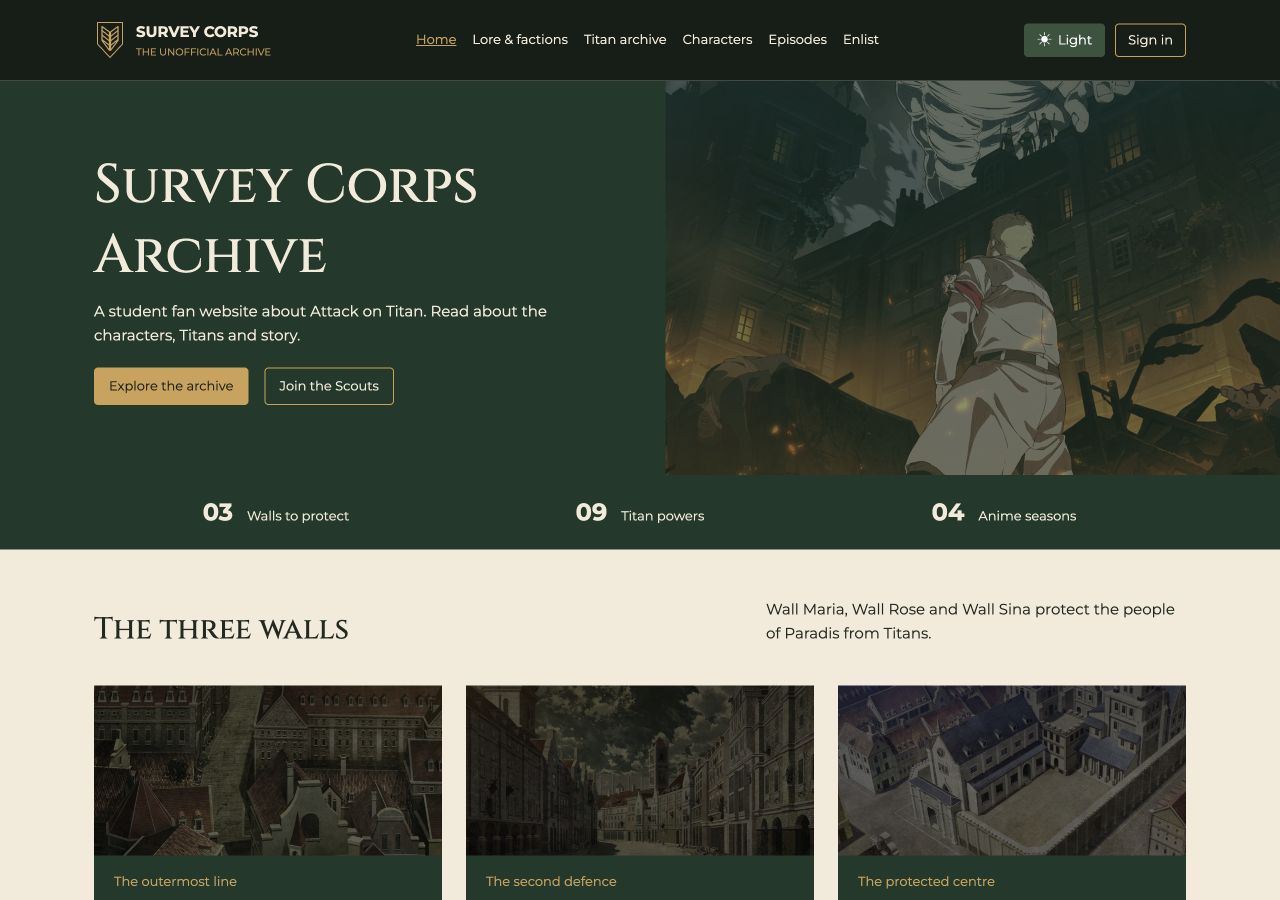 SURVEY CORPS
THE UNOFFICIAL ARCHIVE
Home
Lore & factions
Titan archive
Characters
Episodes
Enlist
Light
Sign in
Survey Corps
Archive
A student fan website about Attack on Titan. Read about the
characters, Titans and story.
Explore the archive
Join the Scouts
03 Walls to protect
09 Titan powers
04 Anime seasons
The three walls
Wall Maria, Wall Rose and Wall Sina protect the people
of Paradis from Titans.
The outermost line
The second defence
The protected centre